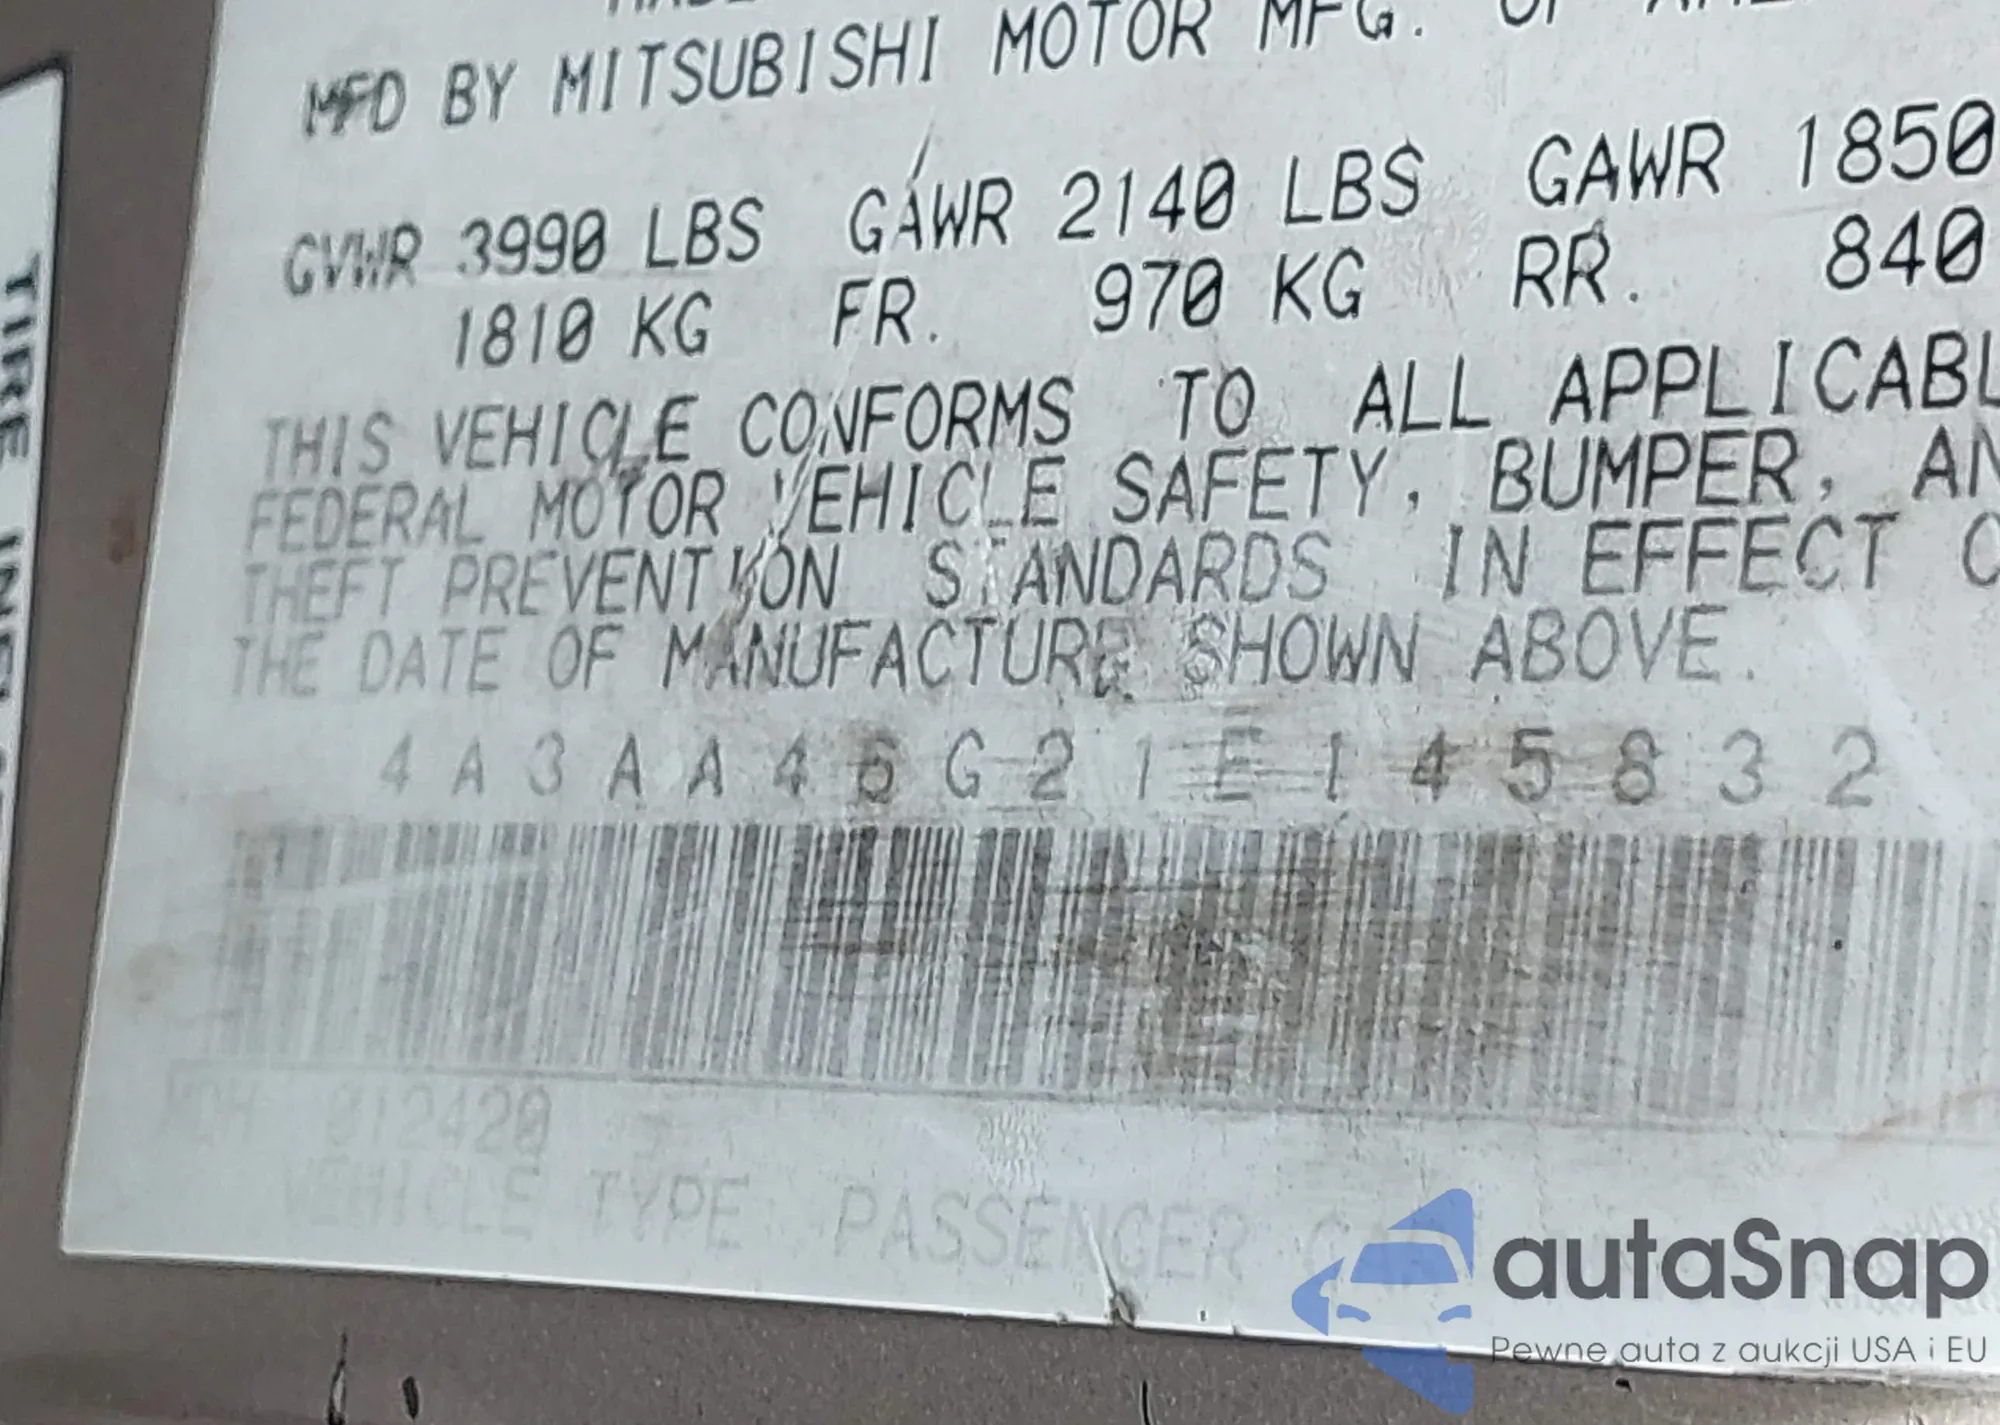 MFD BY MITSUBISHI MOTOR MFG. OF
GVWR 3990 LBS GAWR 2140 LBS GAWR 1850
1810 KG FR. 970 KG RR. 840
THIS VEHICLE CONFORMS TO ALL APPLICABL
FEDERAL MOTOR VEHICLE SAFETY, BUMPER, AN
THEFT PREVENTION STANDARDS IN EFFECT O
THE DATE OF MANUFACTURE SHOWN ABOVE.
4A3AA46G21E145832
012420
VEHICLE TYPE: PASSENGER CAR
TIRE
autaSnap
Pewne auta z aukcji USA i EU